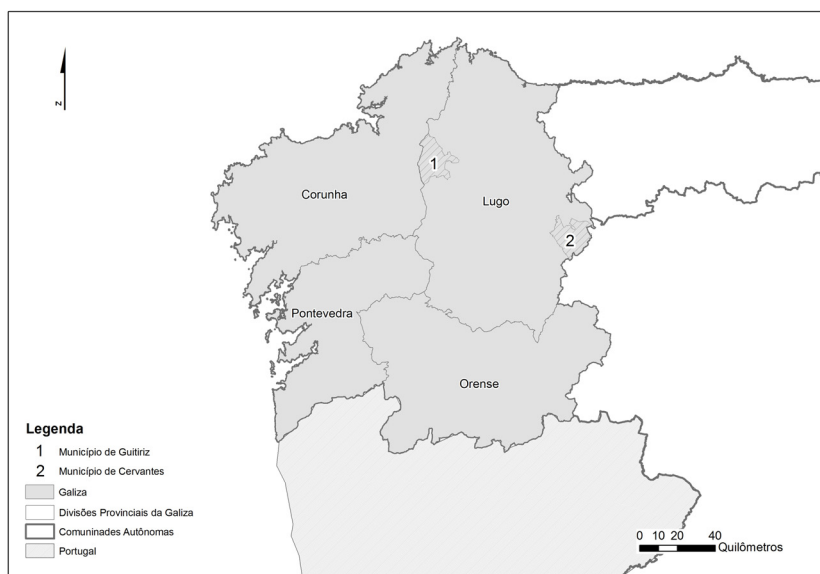 N
1
Corunha
Lugo
2
Pontevedra
Orense
Legenda
1 Município de Guitiriz
2 Município de Cervantes
Galiza
Divisões Provinciais da Galiza
Comuninades Autônomas
Portugal
0 10 20 40
Quilômetros